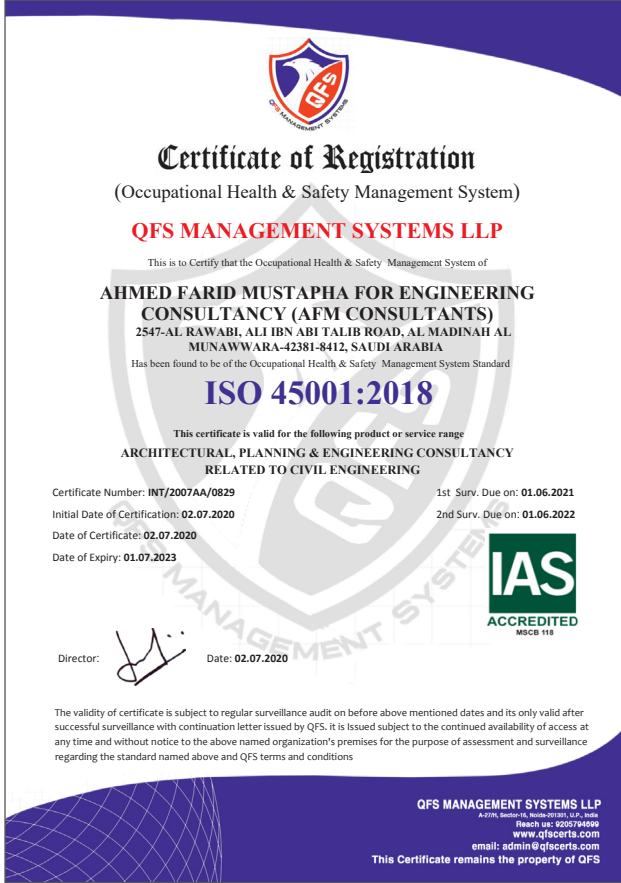 QFS
QFS MANAGEMENT SYSTEMS
Certificate of Registration
(Occupational Health & Safety Management System)
QFS MANAGEMENT SYSTEMS LLP
This is to Certify that the Occupational Health & Safety Management System of
AHMED FARID MUSTAPHA FOR ENGINEERING
CONSULTANCY (AFM CONSULTANTS)
2547-AL RAWABI, ALI IBN ABI TALIB ROAD, AL MADINAH AL
MUNAWWARA-42381-8412, SAUDI ARABIA
Has been found to be of the Occupational Health & Safety Management System Standard
ISO 45001:2018
This certificate is valid for the following product or service range
ARCHITECTURAL, PLANNING & ENGINEERING CONSULTANCY
RELATED TO CIVIL ENGINEERING
Certificate Number: INT/2007AA/0829
1st Surv. Due on: 01.06.2021
Initial Date of Certification: 02.07.2020
2nd Surv. Due on: 01.06.2022
Date of Certificate: 02.07.2020
Date of Expiry: 01.07.2023
QFS
QFS MANAGEMENT SYSTEMS
IAS
ACCREDITED
MSCB 118
Director:
Date: 02.07.2020
The validity of certificate is subject to regular surveillance audit on before above mentioned dates and its only valid after
successful surveillance with continuation letter issued by QFS. it is Issued subject to the continued availability of access at
any time and without notice to the above named organization's premises for the purpose of assessment and surveillance
regarding the standard named above and QFS terms and conditions
QFS MANAGEMENT SYSTEMS LLP
A-27/H, Sector-16, Noida-201301, U.P., India
Reach us: 9205794699
www.qfscerts.com
email: admin@qfscerts.com
This Certificate remains the property of QFS